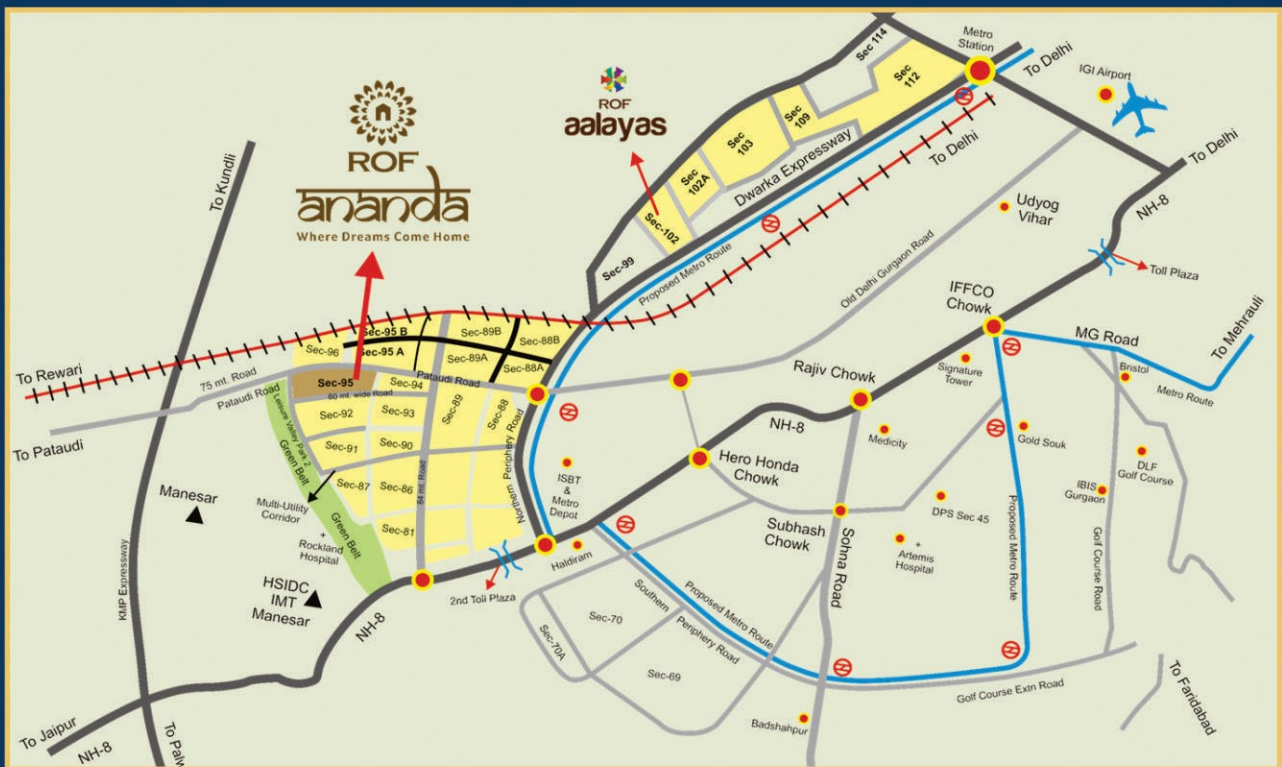 Metro
Station
To Delhi
IGI Airport
Sec 114
Sec
112
ROF
aalayas
Sec
109
Sec
103
Sec
102A
Sec-102
Sec-99
Dwarka Expressway
Proposed Metro Route
To Delhi
To Delhi
NH-8
Toll Plaza
Udyog
Vihar
Old Delhi Gurgaon Road
To Kundli
ROF
ananda
Where Dreams Come Home
IFFCO
Chowk
MG Road
To Mehrauli
Metro Route
Bristol
Signature
Tower
Rajiv Chowk
NH-8
Medicity
Gold Souk
DLF
Golf Course
IBIS
Gurgaon
Golf Course Road
Hero Honda
Chowk
DPS Sec 45
Proposed Metro Route
Subhash
Chowk
Sohna Road
Artemis
Hospital
To Rewari
75 mt. Road
Pataudi Road
To Pataudi
Sec-95 B
Sec-96
Sec-95 A
Sec-89B
Sec-88B
Sec-89A
Sec-88A
Sec-95
Sec-94
Pataudi Road
60 mt. wide Road
Sec-92
Sec-93
Sec-89
Sec-88
Sec-91
Sec-90
Sec-87
Sec-86
Sec-81
84 mt. Road
Northern Periphery Road
Leisure Valley Park 2
Green Belt
Green Belt
Multi-Utility
Corridor
Rockland
Hospital
Manesar
HSIDC
IMT
Manesar
KMP Expressway
ISBT
&
Metro
Depot
Haldiram
2nd Toll Plaza
NH-8
Sec-70
Sec-70A
Sec-69
Southern Periphery Road
Proposed Metro Route
Badshahpur
Golf Course Extn Road
To Faridabad
To Jaipur
NH-8